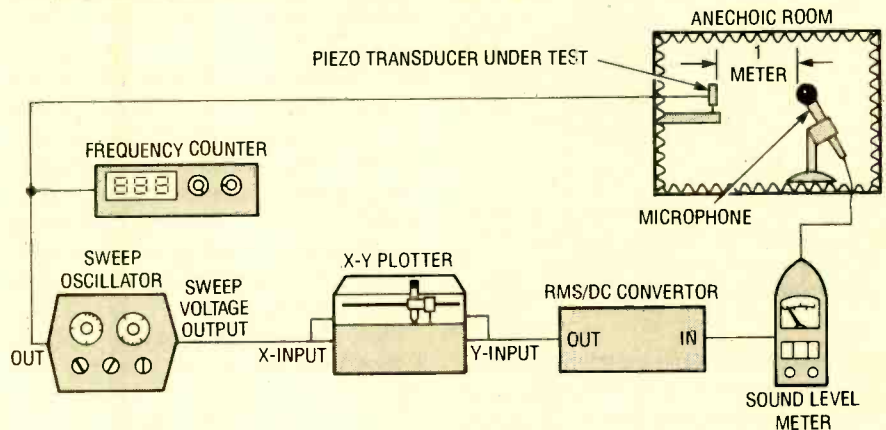 ANECHOIC ROOM
PIEZO TRANSDUCER UNDER TEST
1
METER
FREQUENCY COUNTER
888
MICROPHONE
SWEEP
OSCILLATOR
SWEEP
VOLTAGE
OUTPUT
X-Y PLOTTER
RMS/DC CONVERTOR
OUT
X-INPUT
Y-INPUT
OUT
IN
SOUND LEVEL
METER